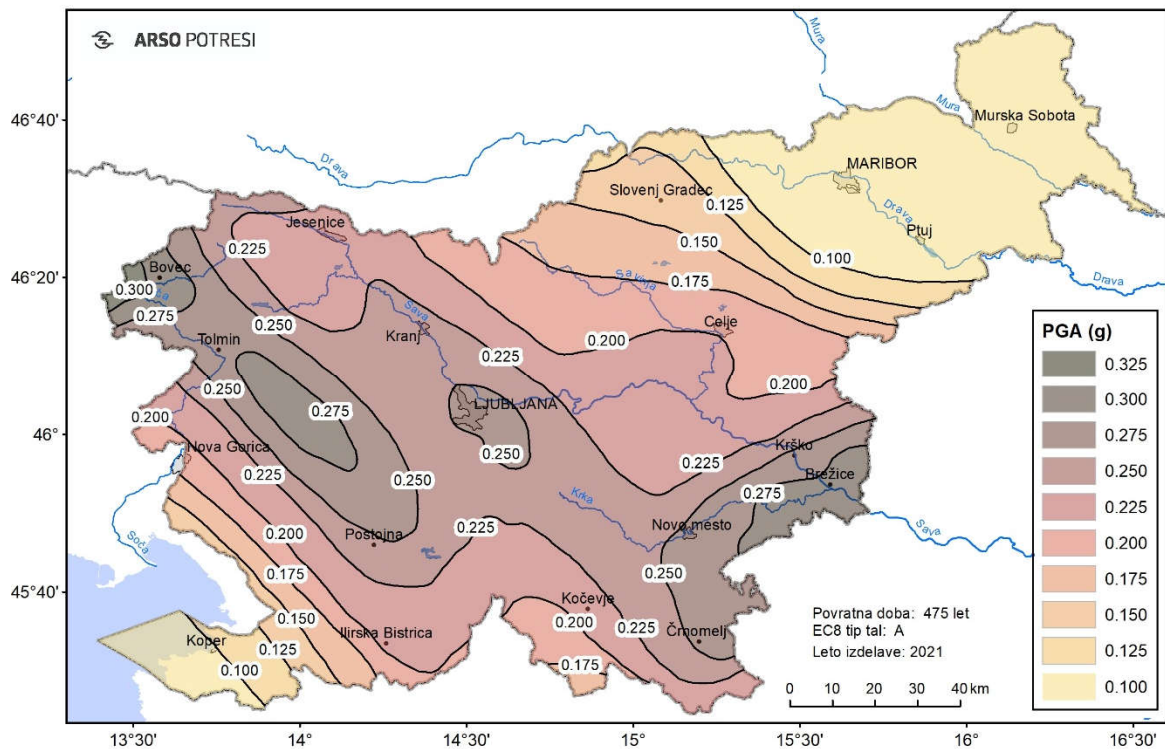 ARSO POTRESI
46°40'
46°20'
46°
45°40'
13°30'
14°
14°30'
15°
15°30'
16°
16°30'
Mura
Mura
Murska Sobota
Drava
MARIBOR
Slovenj Gradec
0.125
Drava
Ptuj
Jesenice
0.150
0.225
0.100
Bovec
0.175
Savinja
Drava
0.300
0.275
0.250
Sava
Kranj
Celje
Tolmin
0.200
0.225
0.250
0.275
0.200
0.200
LJUBLJANA
Nova Gorica
0.250
0.225
Krško
0.225
0.250
Brežice
0.275
Krka
Novo mesto
Soča
0.200
Postojna
0.225
Sava
0.175
0.250
0.150
Kočevje
Koper
0.125
Ilirska Bistrica
0.200
0.225
Črnomelj
0.100
0.175
PGA (g)
0.325
0.300
0.275
0.250
0.225
0.200
0.175
0.150
0.125
0.100
Povratna doba: 475 let
EC8 tip tal: A
Leto izdelave: 2021
0 10 20 30 40 km